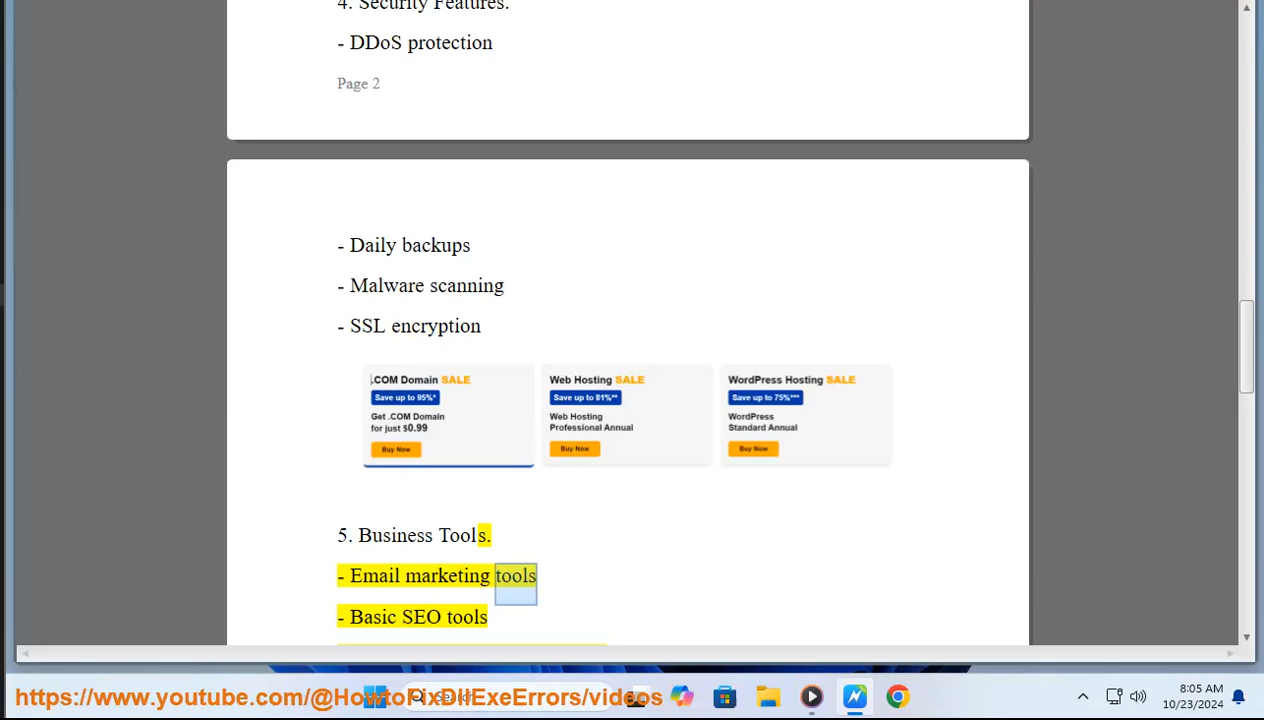 4. Security Features.
- DDoS protection
Page 2
- Daily backups
- Malware scanning
- SSL encryption
.COM Domain SALE
Save up to 95%*
Get .COM Domain
for just $0.99
Buy Now
Web Hosting SALE
Save up to 81%**
Web Hosting
Professional Annual
Buy Now
WordPress Hosting SALE
Save up to 75%***
WordPress
Standard Annual
Buy Now
5. Business Tools.
- Email marketing tools
- Basic SEO tools
https://www.youtube.com/@HowtoFixDllExeErrors/videos
Search
8:05 AM
10/23/2024